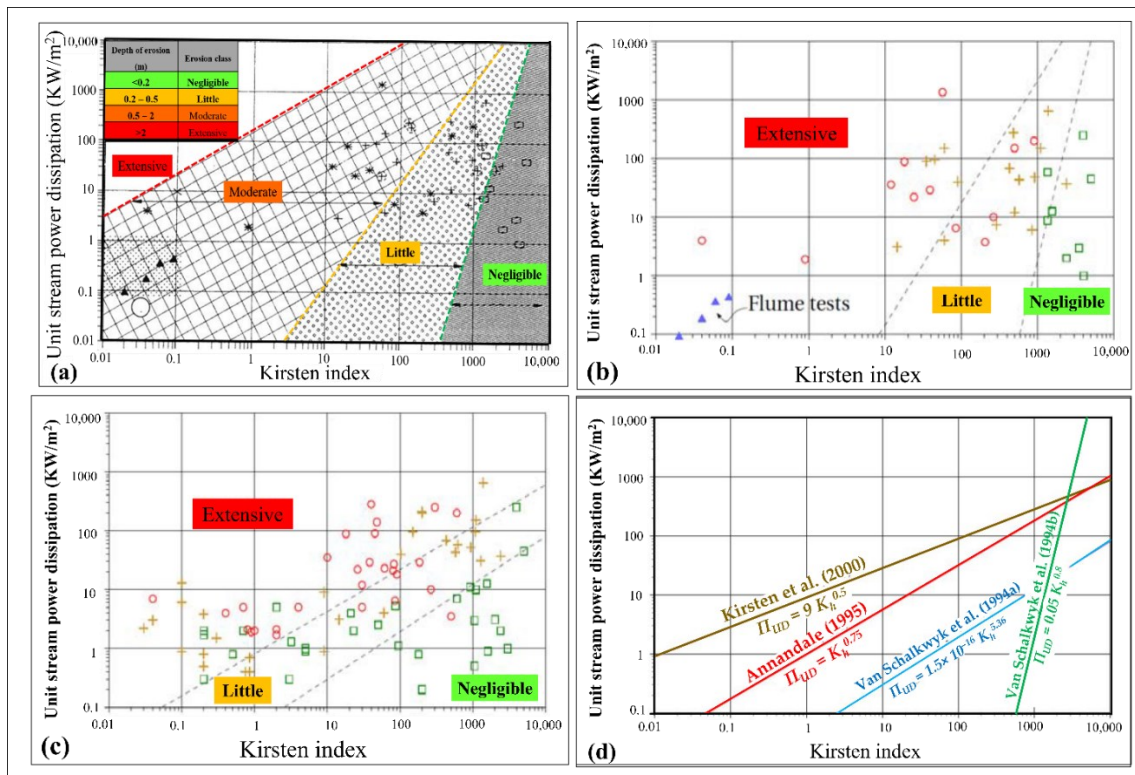 Unit stream power dissipation (KW/m²)
10,000
1000
100
10
1
0.1
0.01
Depth of erosion (m) Erosion class
<0.2 Negligible
0.2 – 0.5 Little
0.5 - 2 Moderate
>2 Extensive
Extensive
Moderate
Little
Negligible
0.01 0.1 1 10 100 1000 10,000
(a)
Kirsten index
Unit stream power dissipation (KW/m²)
10,000
1000
100
10
1
0.1
Extensive
Flume tests
Little
Negligible
0.01 0.1 1 10 100 1000 10,000
(b)
Kirsten index
Unit stream power dissipation (KW/m²)
10,000
1000
100
10
1
0.1
Extensive
Little
Negligible
0.01 0.1 1 10 100 1000 10,000
(c)
Kirsten index
Unit stream power dissipation (KW/m²)
10,000
1000
100
10
1
0.1
Kirsten et al. (2000)
Π_UD = 9 K_h^0.5
Annandale (1995)
Π_UD = K_h^0.75
Van Schalkwyk et al. (1994a)
Π_UD = 1.5× 10^-16 K_h^5.36
Van Schalkwyk et al. (1994b)
Π_UD = 0.05 K_h^0.8
0.01 0.1 1 10 100 1000 10,000
(d)
Kirsten index